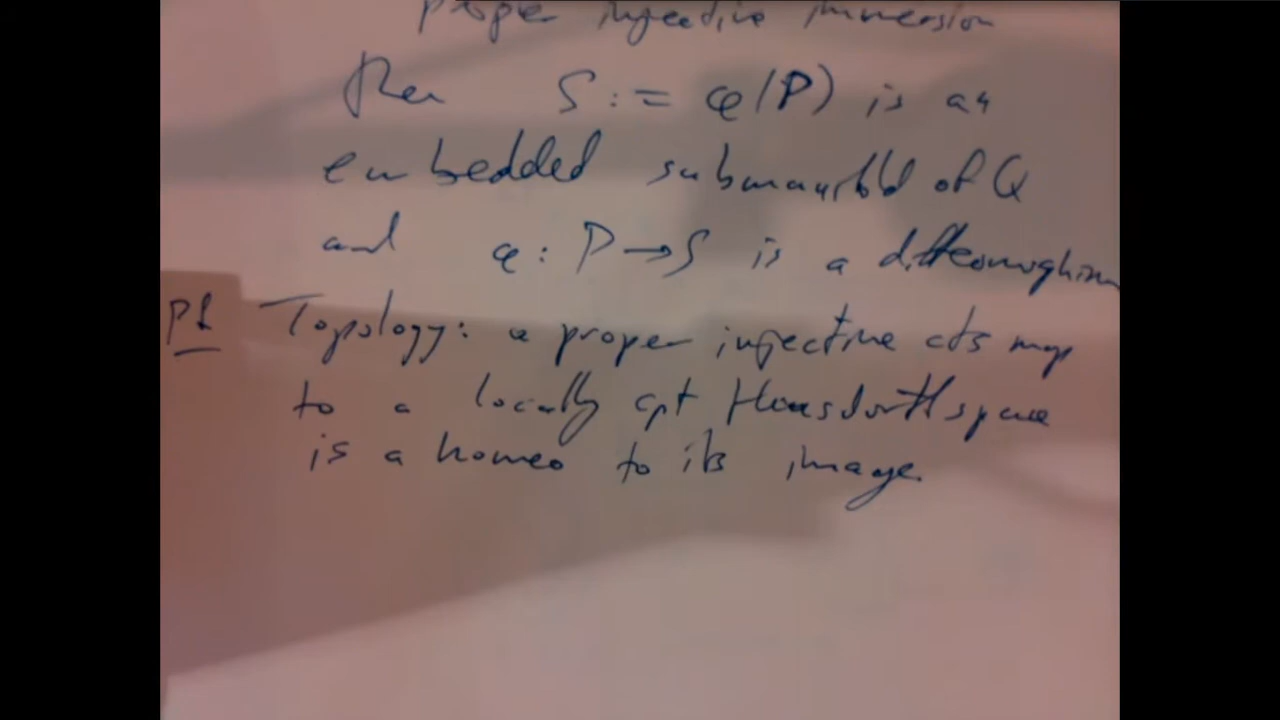 proper injective immersion
Then S := φ(P) is an
embedded submanifold of Q
and φ: P → S is a diffeomorphism
Pf Topology: a proper injective cts map
to a locally cpt Hausdorff space
is a homeo to its image.